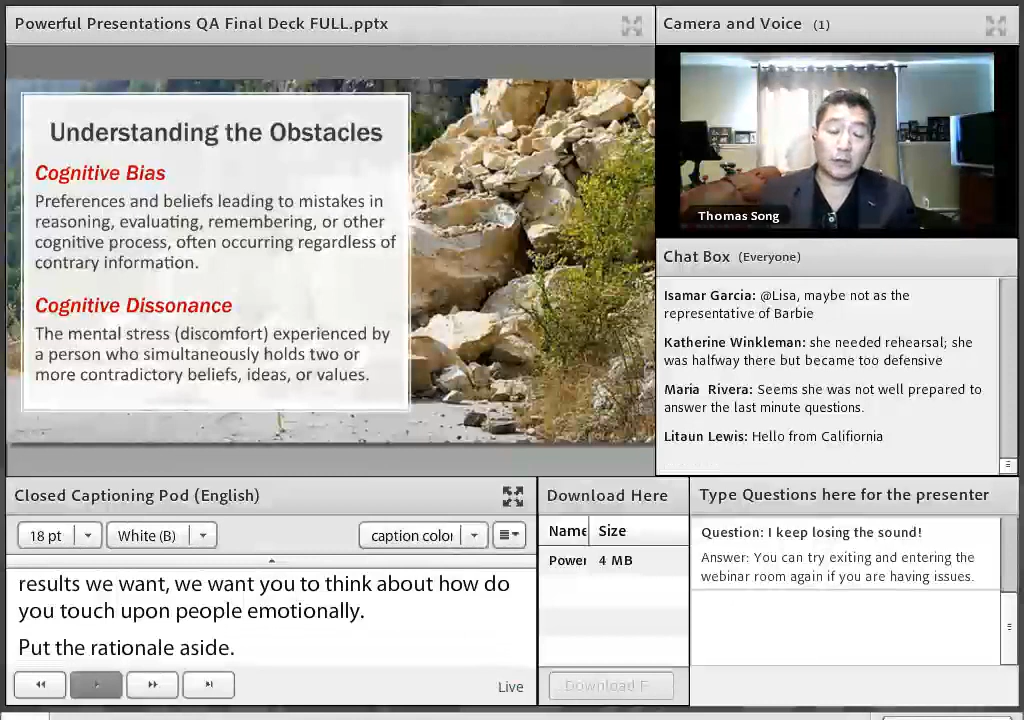 Powerful Presentations QA Final Deck FULL.pptx
Understanding the Obstacles
Cognitive Bias
Preferences and beliefs leading to mistakes in
reasoning, evaluating, remembering, or other
cognitive process, often occurring regardless of
contrary information.
Cognitive Dissonance
The mental stress (discomfort) experienced by
a person who simultaneously holds two or
more contradictory beliefs, ideas, or values.
Camera and Voice (1)
Thomas Song
Chat Box (Everyone)
Isamar Garcia: @Lisa, maybe not as the
representative of Barbie
Katherine Winkleman: she needed rehearsal; she
was halfway there but became too defensive
Maria Rivera: Seems she was not well prepared to
answer the last minute questions.
Litaun Lewis: Hello from Califiornia
Closed Captioning Pod (English)
18 pt
White (B)
caption color
results we want, we want you to think about how do
you touch upon people emotionally.
Put the rationale aside.
Live
Download Here
Name Size
Power 4 MB
Download F
Type Questions here for the presenter
Question: I keep losing the sound!
Answer: You can try exiting and entering the
webinar room again if you are having issues.